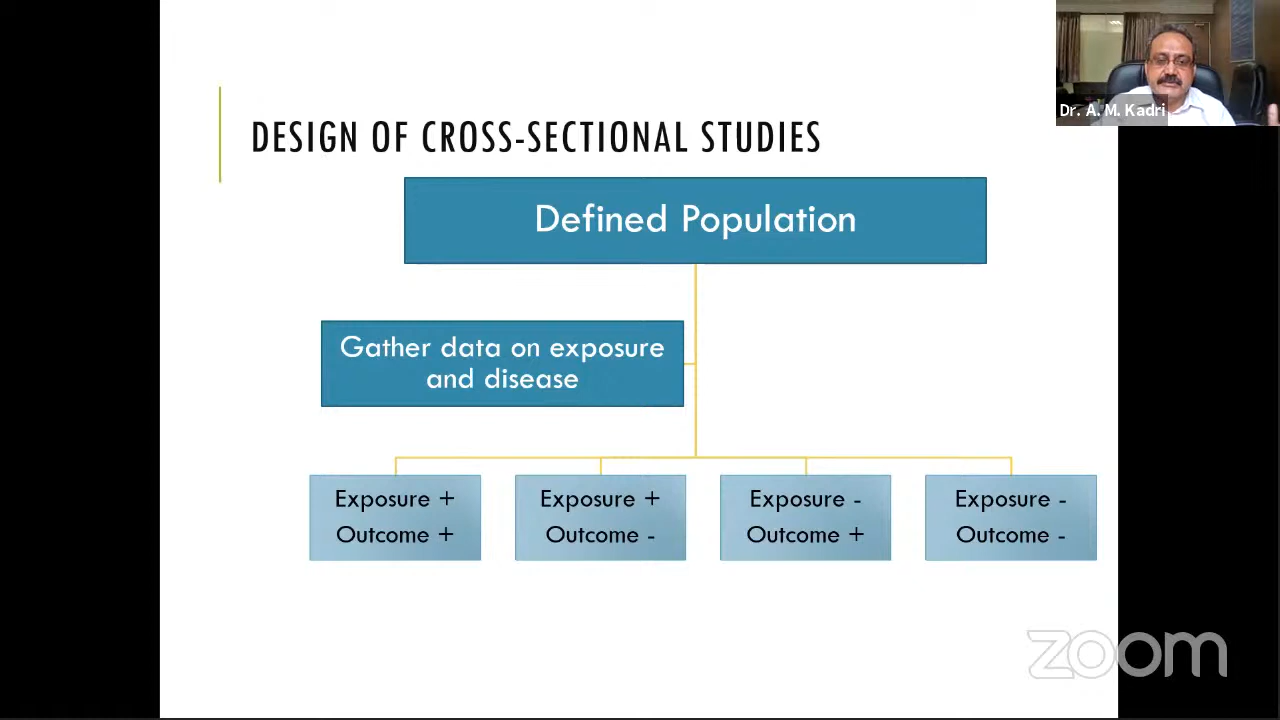 Dr. A. M. Kadri
DESIGN OF CROSS-SECTIONAL STUDIES
Defined Population
Gather data on exposure
and disease
Exposure +
Outcome +
Exposure +
Outcome -
Exposure -
Outcome +
Exposure -
Outcome -
zoom